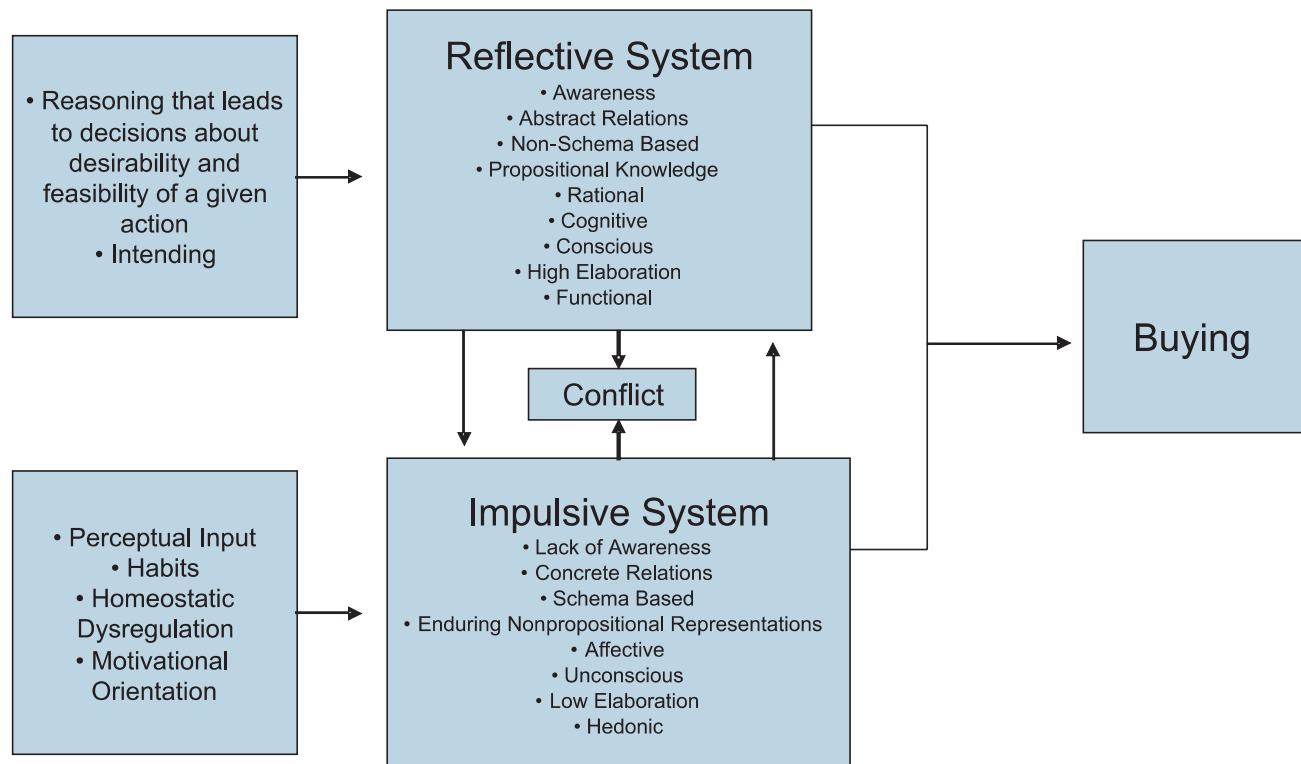 • Reasoning that leads
to decisions about
desirability and
feasibility of a given
action
• Intending
Reflective System
• Awareness
• Abstract Relations
• Non-Schema Based
• Propositional Knowledge
• Rational
• Cognitive
• Conscious
• High Elaboration
• Functional
Conflict
Buying
• Perceptual Input
• Habits
• Homeostatic
Dysregulation
• Motivational
Orientation
Impulsive System
• Lack of Awareness
• Concrete Relations
• Schema Based
• Enduring Nonpropositional Representations
• Affective
• Unconscious
• Low Elaboration
• Hedonic